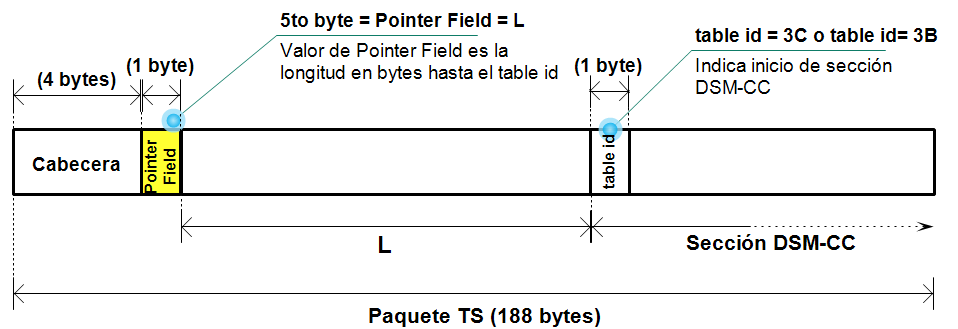 5to byte = Pointer Field = L
Valor de Pointer Field es la
longitud en bytes hasta el table id
table id = 3C o table id= 3B
Indica inicio de sección
DSM-CC
(4 bytes)
(1 byte)
(1 byte)
Cabecera
Pointer
Field
table id
L
Sección DSM-CC
Paquete TS (188 bytes)